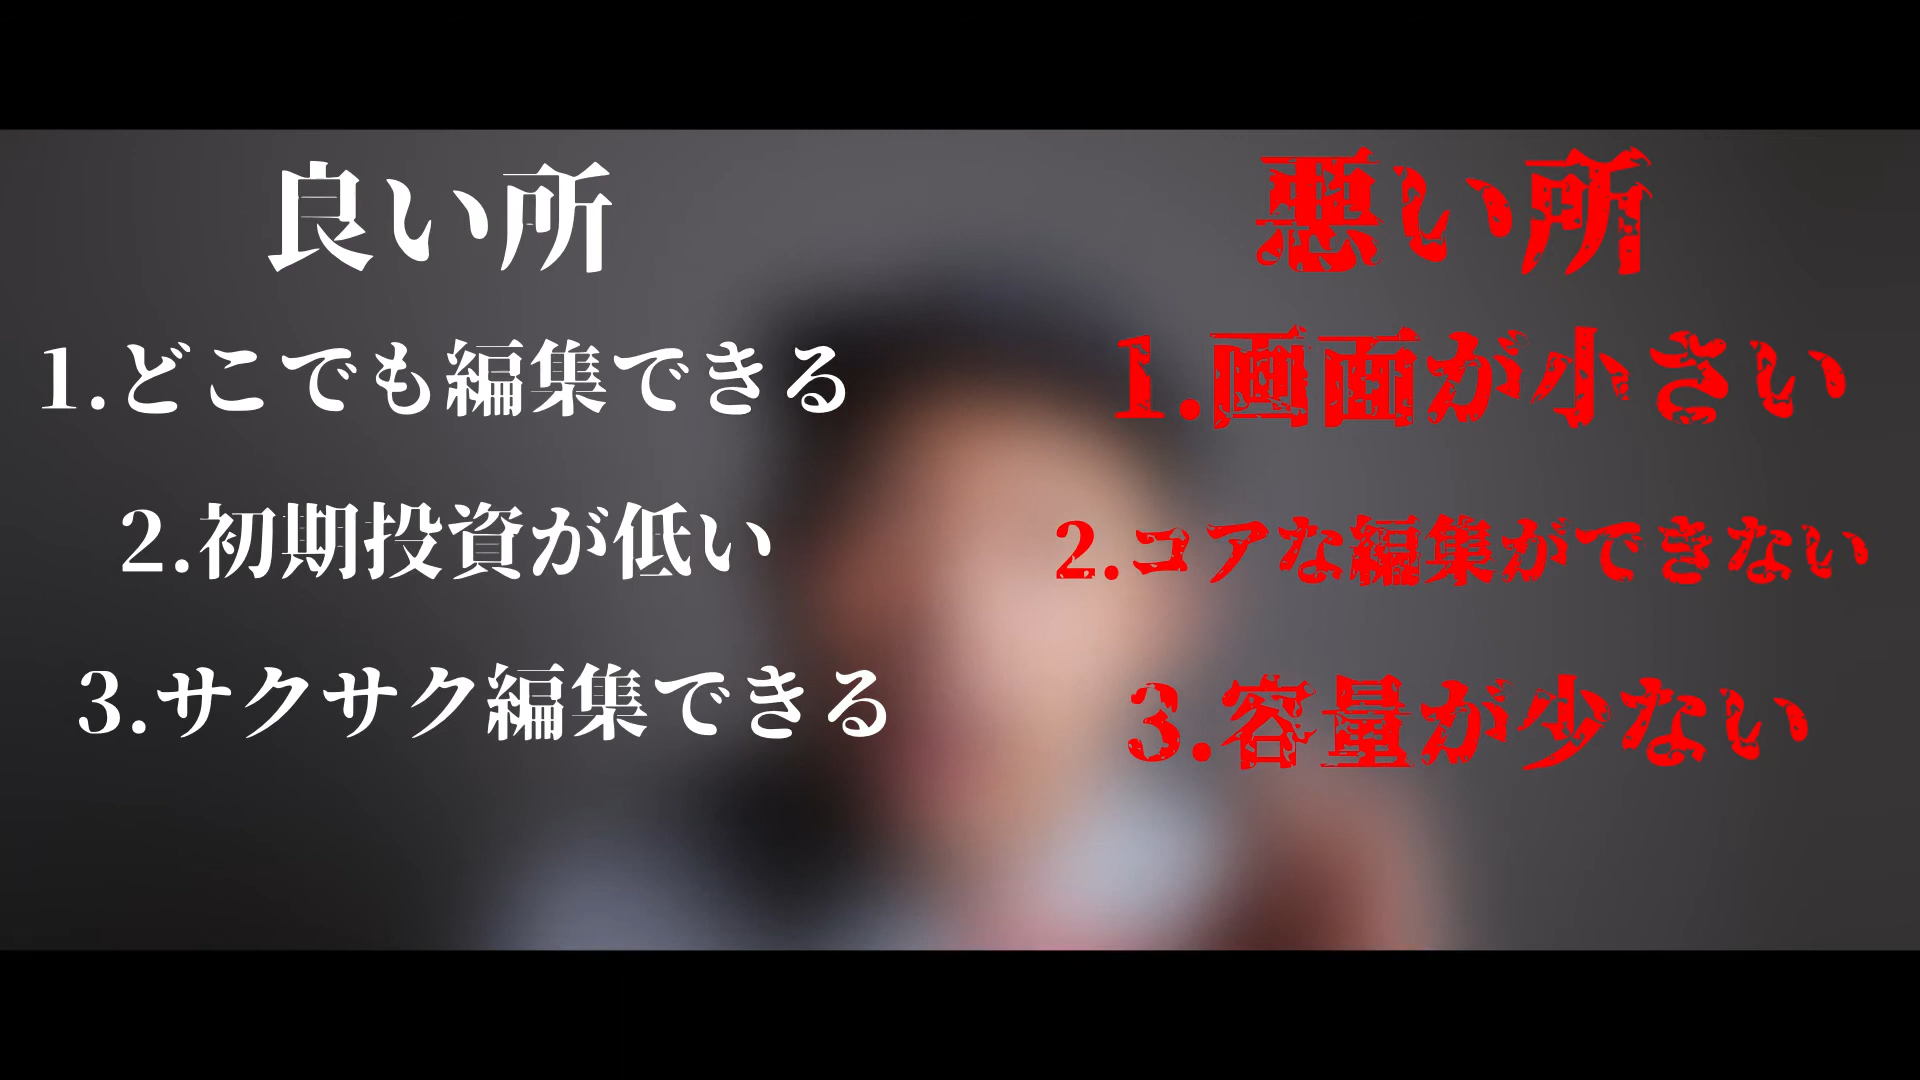 良い所
1.どこでも編集できる
2.初期投資が低い
3.サクサク編集できる
悪い所
1.画面が小さい
2.コアな編集ができない
3.容量が少ない